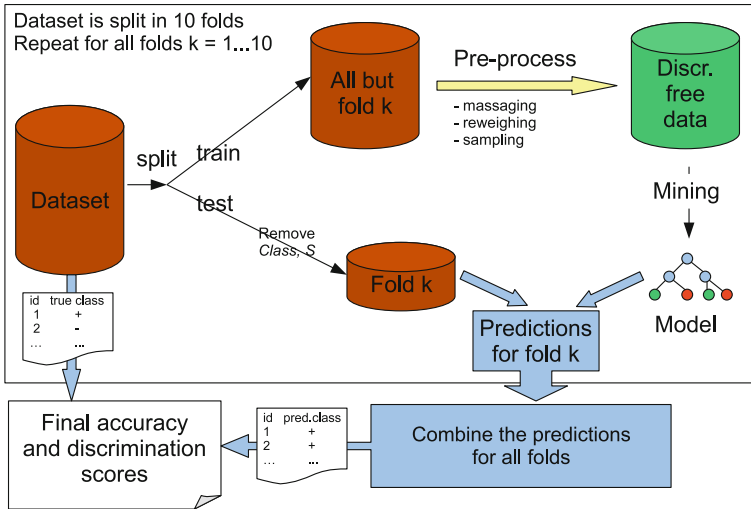 Dataset is split in 10 folds
Repeat for all folds k = 1...10
All but
fold k
Pre-process
- massaging
- reweighing
- sampling
Discr.
free
data
split
train
test
Dataset
Remove
Class, S
Fold k
Mining
Model
id true class
1 +
2 -
... ...
Predictions
for fold k
Final accuracy
and discrimination
scores
id pred.class
1 +
2 +
... ...
Combine the predictions
for all folds